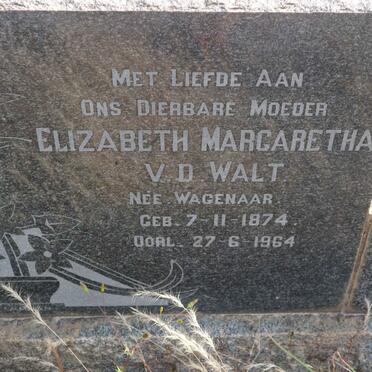 MET LIEFDE AAN
ONS DIERBARE MOEDER
ELIZABETH MARGARETHA
V.D. WALT
NÉE WAGENAAR.
GEB. 7-11-1874.
OORL. 27-6-1964